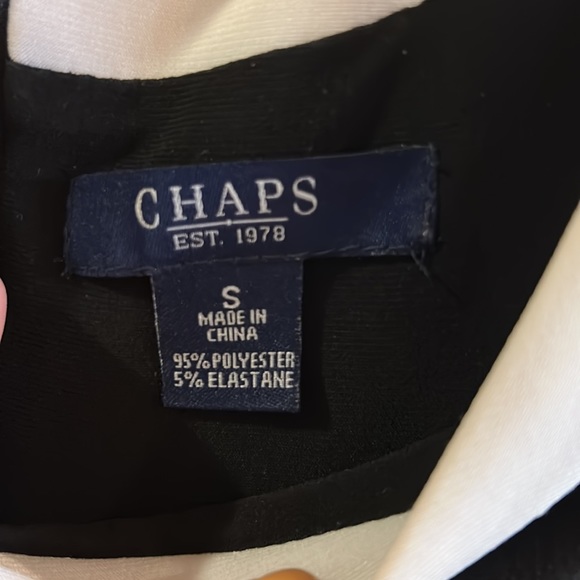 CHAPS
EST. 1978
S
MADE IN
CHINA
95% POLYESTER
5% ELASTANE